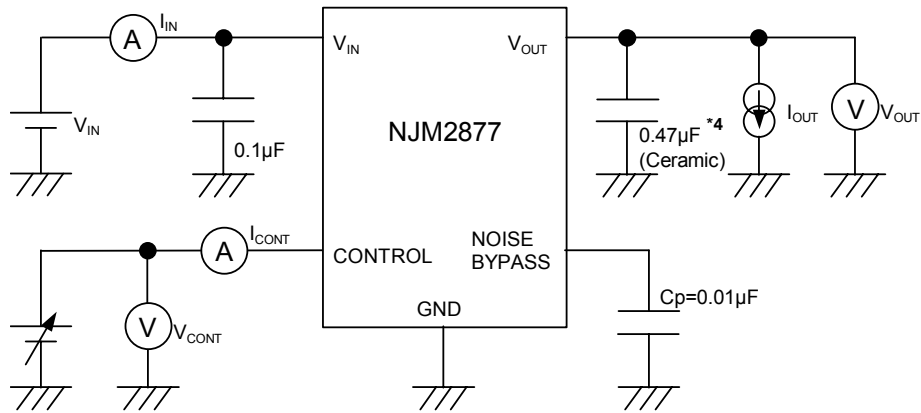 A
I_IN
V_IN
V_OUT
V_IN
0.1µF
NJM2877
0.47µF *4
(Ceramic)
I_OUT
V
V_OUT
A
I_CONT
CONTROL
NOISE
BYPASS
V
V_CONT
GND
Cp=0.01µF